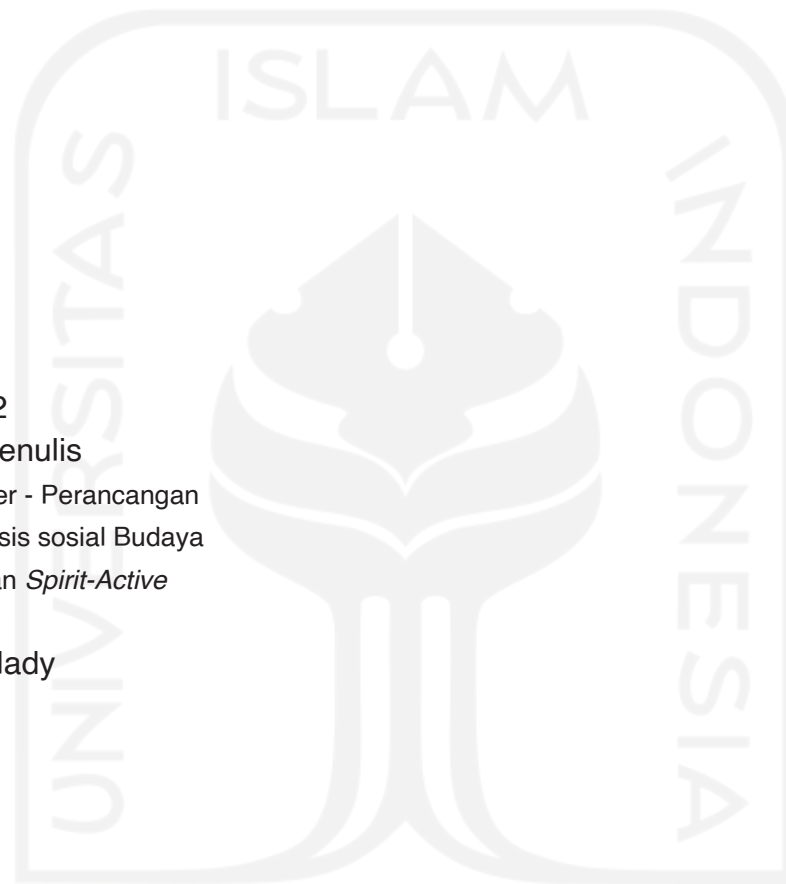 ISLAM
UNIVERSITAS
INDONESIA
2
enulis
er - Perancangan
sis sosial Budaya
an Spirit-Active
lady